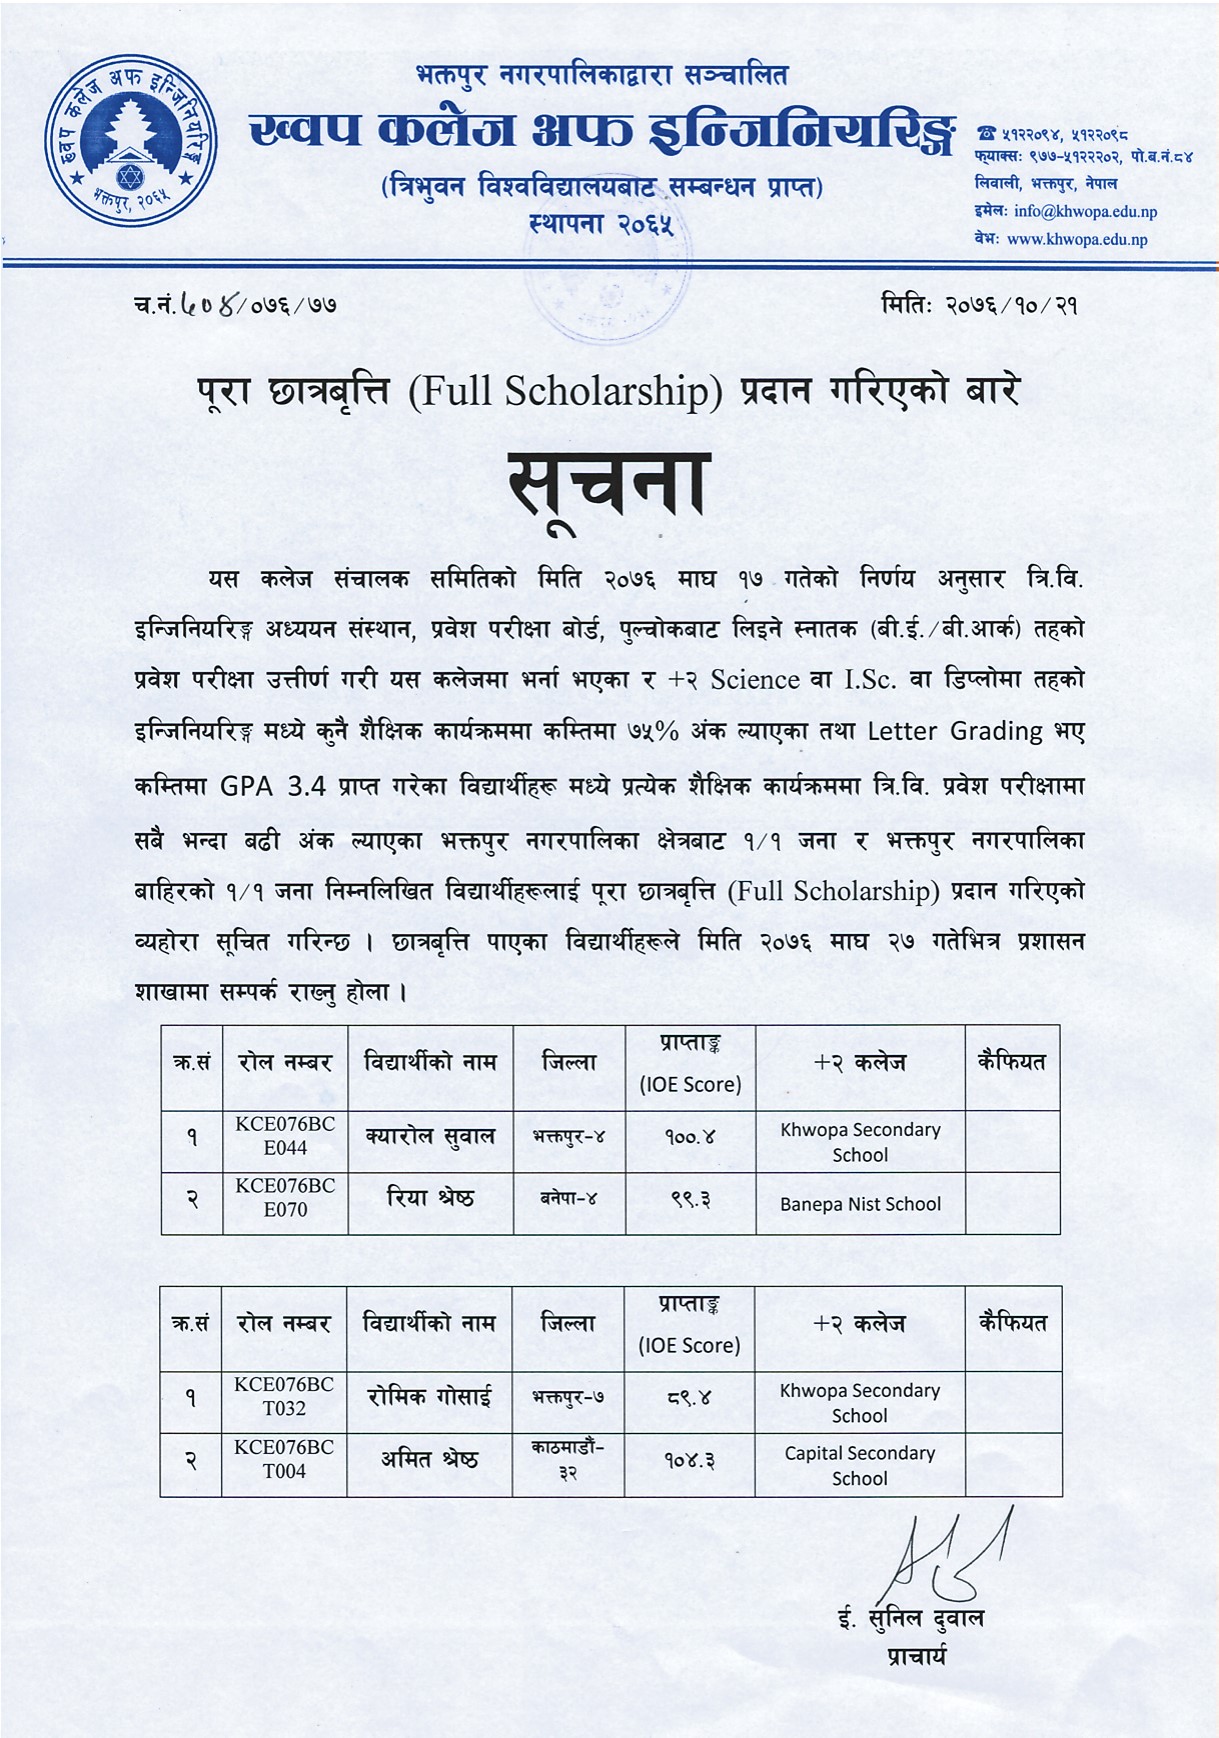 ख्वप कलेज अफ इन्जिनियरिङ्ग
भक्तपुर, २०६५
भक्तपुर नगरपालिकाद्वारा सञ्चालित
ख्वप कलेज अफ इन्जिनियरिङ्ग
(त्रिभुवन विश्वविद्यालयबाट सम्बन्धन प्राप्त)
स्थापना २०६५
☎ ५१२२०९४, ५१२२०९८
फ्याक्सः ९७७-५१२२२०२, पो.ब.नं.८४
लिवाली, भक्तपुर, नेपाल
इमेलः info@khwopa.edu.np
वेभः www.khwopa.edu.np
च.नं. /०७६/७७
मितिः २०७६/१०/२१
पूरा छात्रबृत्ति (Full Scholarship) प्रदान गरिएको बारे
सूचना
यस कलेज संचालक समितिको मिति २०७६ माघ १७ गतेको निर्णय अनुसार त्रि.वि.
इन्जिनियरिङ्ग अध्ययन संस्थान, प्रवेश परीक्षा बोर्ड, पुल्चोकबाट लिइने स्नातक (बी.ई./बी.आर्क) तहको
प्रवेश परीक्षा उत्तीर्ण गरी यस कलेजमा भर्ना भएका र +२ Science वा I.Sc. वा डिप्लोमा तहको
इन्जिनियरिङ्ग मध्ये कुनै शैक्षिक कार्यक्रममा कम्तिमा ७५% अंक ल्याएका तथा Letter Grading भए
कम्तिमा GPA 3.4 प्राप्त गरेका विद्यार्थीहरू मध्ये प्रत्येक शैक्षिक कार्यक्रममा त्रि.वि. प्रवेश परीक्षामा
सबै भन्दा बढी अंक ल्याएका भक्तपुर नगरपालिका क्षेत्रबाट १/१ जना र भक्तपुर नगरपालिका
बाहिरको १/१ जना निम्नलिखित विद्यार्थीहरूलाई पूरा छात्रबृत्ति (Full Scholarship) प्रदान गरिएको
व्यहोरा सूचित गरिन्छ । छात्रबृत्ति पाएका विद्यार्थीहरूले मिति २०७६ माघ २७ गतेभित्र प्रशासन
शाखामा सम्पर्क राख्नु होला ।
क्र.सं रोल नम्बर विद्यार्थीको नाम जिल्ला प्राप्ताङ्क (IOE Score) +२ कलेज कैफियत
१ KCE076BCE044 क्यारोल सुवाल भक्तपुर-४ १००.४ Khwopa Secondary School
२ KCE076BCE070 रिया श्रेष्ठ बनेपा-४ ९९.३ Banepa Nist School
क्र.सं रोल नम्बर विद्यार्थीको नाम जिल्ला प्राप्ताङ्क (IOE Score) +२ कलेज कैफियत
१ KCE076BCT032 रोमिक गोसाई भक्तपुर-७ ८९.४ Khwopa Secondary School
२ KCE076BCT004 अमित श्रेष्ठ काठमाडौं-३२ १०४.३ Capital Secondary School
ई. सुनिल दुवाल
प्राचार्य